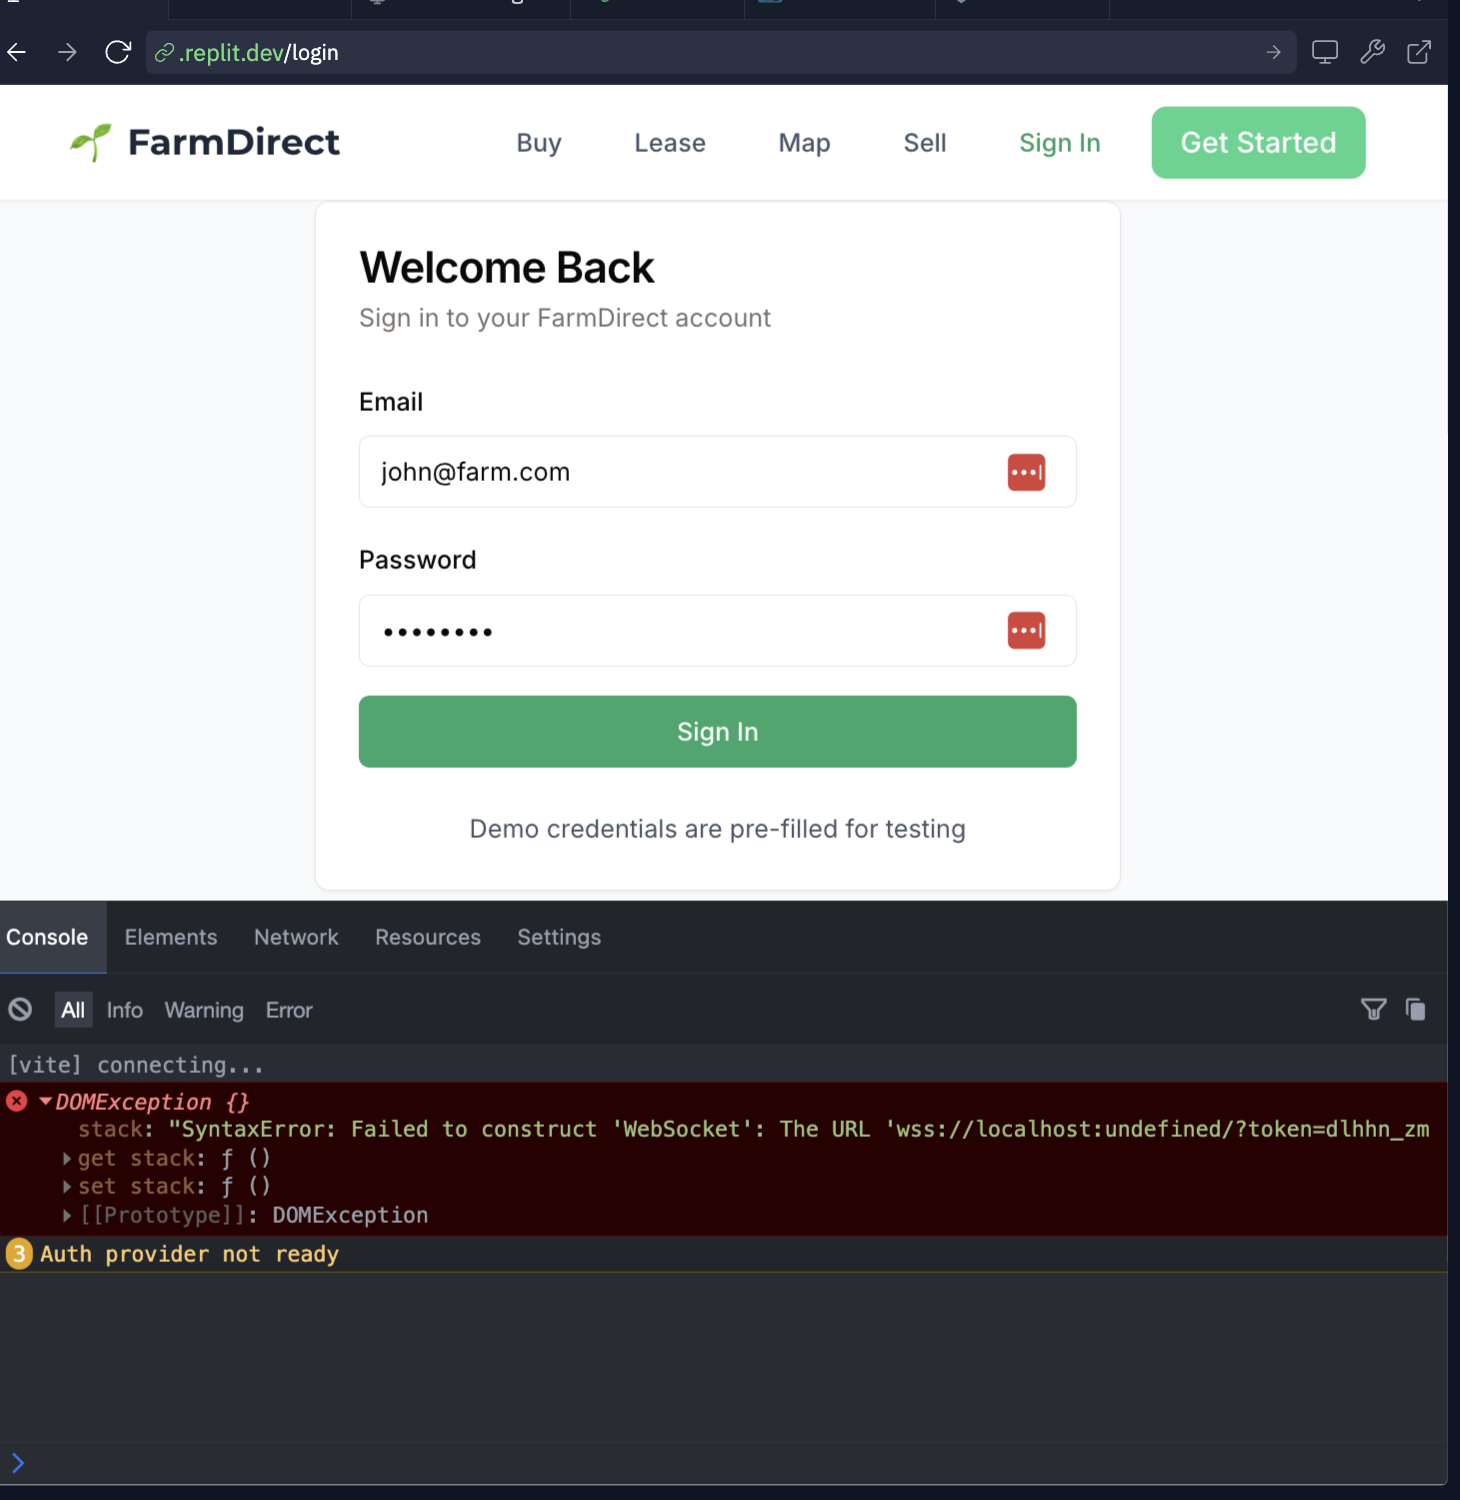 .replit.dev/login
FarmDirect
Buy
Lease
Map
Sell
Sign In
Get Started
Welcome Back
Sign in to your FarmDirect account
Email
john@farm.com
Password
Sign In
Demo credentials are pre-filled for testing
Console
Elements
Network
Resources
Settings
All
Info
Warning
Error
[vite] connecting...
DOMException {}
stack: "SyntaxError: Failed to construct 'WebSocket': The URL 'wss://localhost:undefined/?token=dlhhn_zm
get stack: ƒ ()
set stack: ƒ ()
[[Prototype]]: DOMException
3 Auth provider not ready